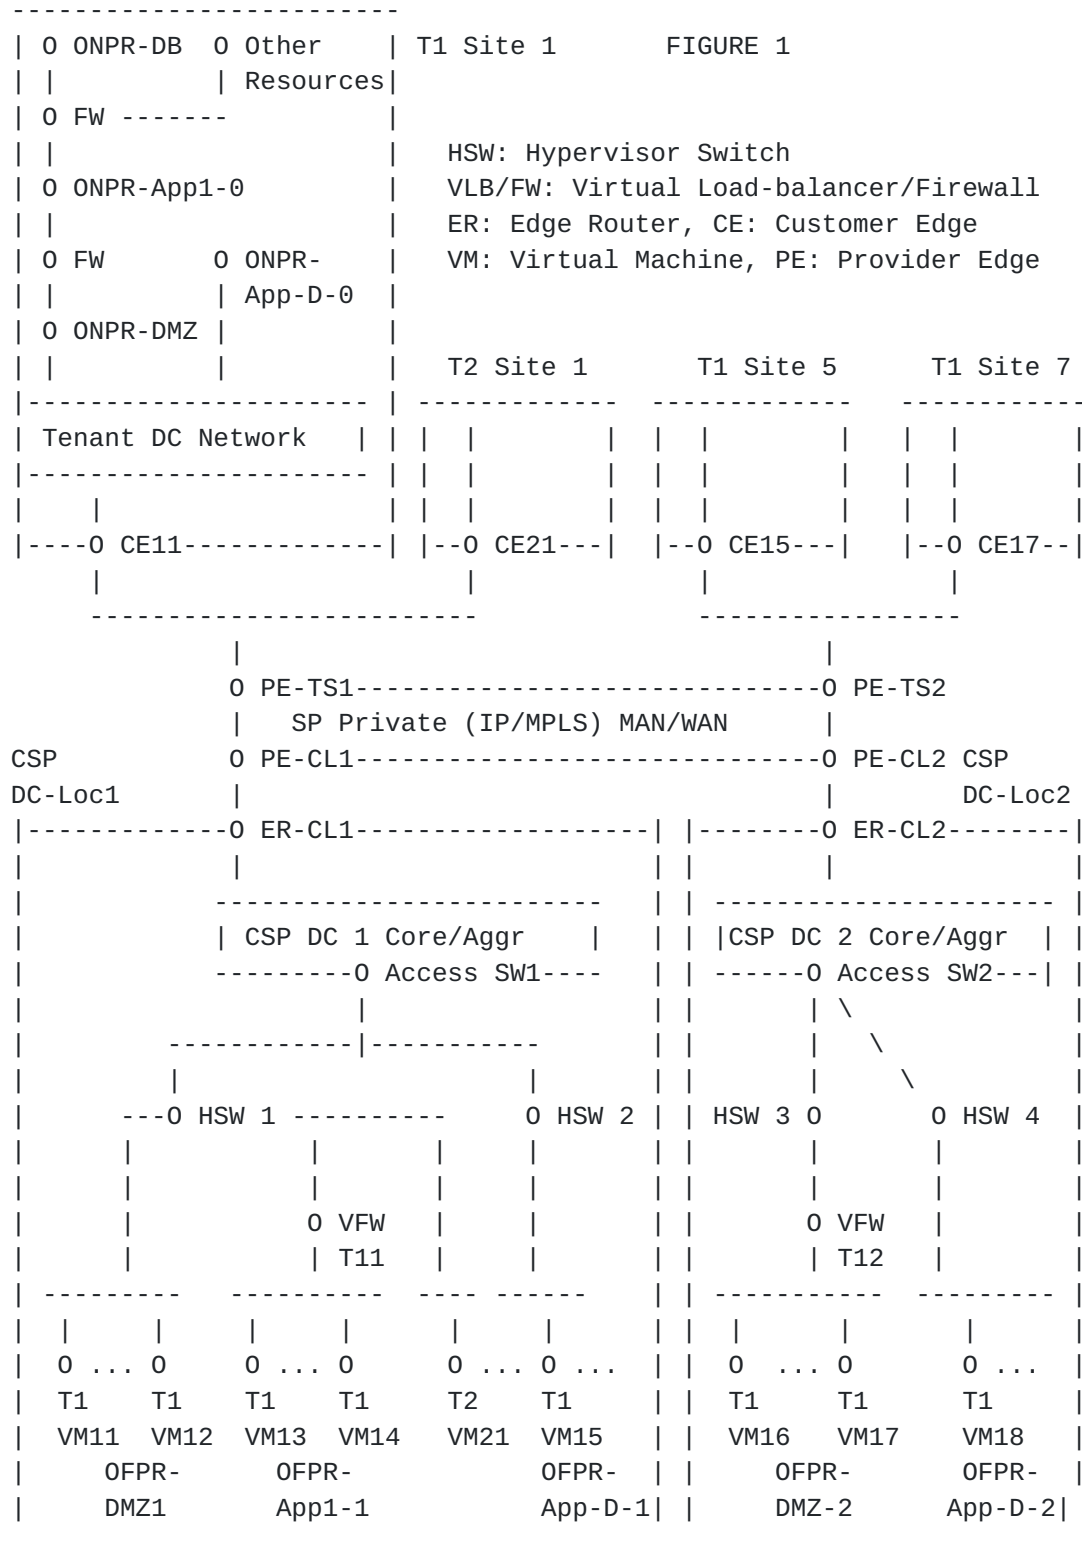 -------------------------
| O ONPR-DB  O Other    | T1 Site 1       FIGURE 1
| |          | Resources|
| O FW -------          |
| |                     |   HSW: Hypervisor Switch
| O ONPR-App1-0         |   VLB/FW: Virtual Load-balancer/Firewall
| |                     |   ER: Edge Router, CE: Customer Edge
| O FW       O ONPR-    |   VM: Virtual Machine, PE: Provider Edge
| |          | App-D-0  |
| O ONPR-DMZ |          |
| |          |          |   T2 Site 1       T1 Site 5      T1 Site 7
|---------------------- | -------------  -------------   ------------
| Tenant DC Network   | | |  |        |  |  |        |   |  |       |
|---------------------- | |  |        |  |  |        |   |  |       |
|    |                  | |  |        |  |  |        |   |  |       |
|----O CE11-------------| |--O CE21---|  |--O CE15---|   |--O CE17--|
     |                       |              |               |
     -------------------------              -----------------
              |                                     |
              O PE-TS1------------------------------O PE-TS2
              |   SP Private (IP/MPLS) MAN/WAN      |
CSP           O PE-CL1------------------------------O PE-CL2 CSP
DC-Loc1       |                                     |        DC-Loc2
|-------------O ER-CL1-------------------| |--------O ER-CL2--------|
|             |                          | |        |               |
|            -------------------------   | | ---------------------- |
|            | CSP DC 1 Core/Aggr    |   | | |CSP DC 2 Core/Aggr  | |
|            ---------O Access SW1----   | | ------O Access SW2---| |
|                     |                  | |       | \              |
|         ------------|-----------       | |       |   \            |
|         |                      |       | |       |     \          |
|      ---O HSW 1 ----------     O HSW 2 | | HSW 3 O       O HSW 4  |
|      |           |       |     |       | |       |       |        |
|      |           |       |     |       | |       |       |        |
|      |           O VFW   |     |       | |       O VFW   |        |
|      |           | T11   |     |       | |       | T12   |        |
| ---------   ----------  ---- ------    | | -----------  --------- |
|  |     |     |     |      |     |      | |  |      |       |      |
|  O ... O     O ... O      O ... O ...  | |  O  ... O       O ...  |
|  T1    T1    T1    T1     T2    T1     | |  T1     T1      T1     |
|  VM11  VM12  VM13  VM14   VM21  VM15   | |  VM16   VM17    VM18   |
|     OFPR-      OFPR-            OFPR-  | |     OFPR-       OFPR-  |
|     DMZ1       App1-1           App-D-1| |     DMZ-2      App-D-2|